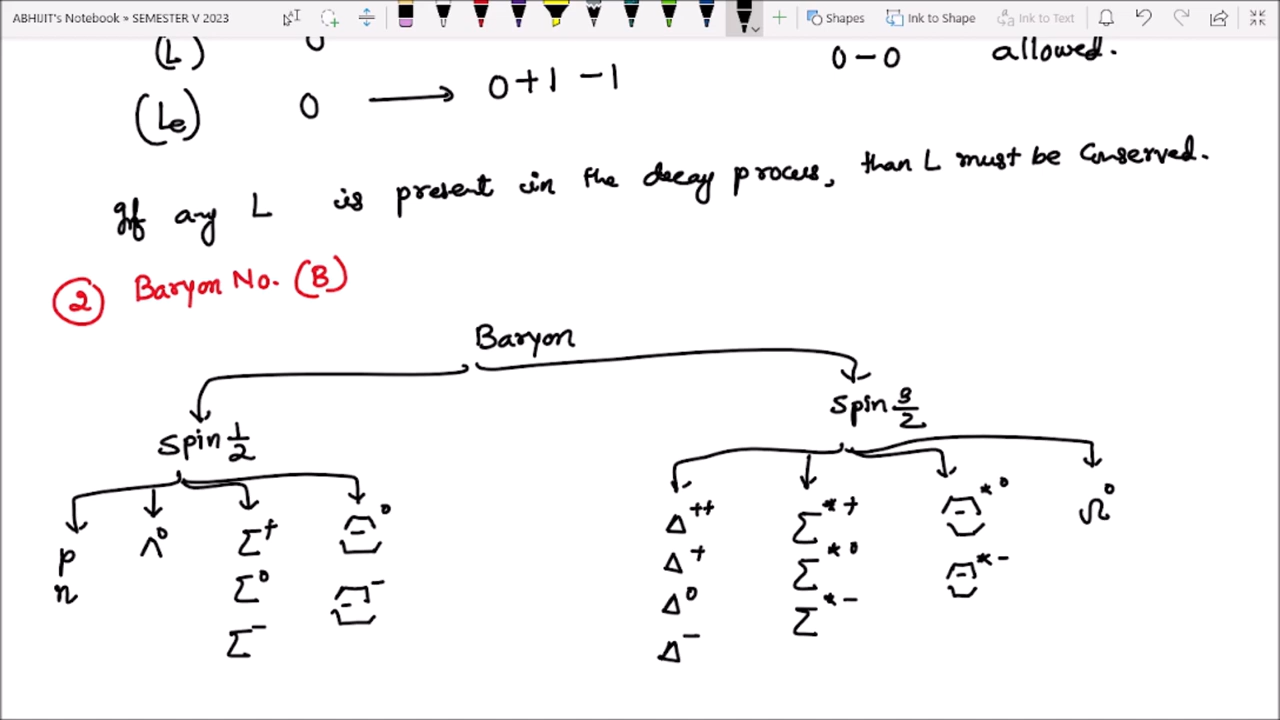 ABHIJIT's Notebook » SEMESTER V 2023
Shapes Ink to Shape Ink to Text
(L) 0 0-0 allowed.
(Le) 0 → 0+1-1
If any L is present in the decay process, than L must be Conserved.
② Baryon No. (B)
Baryon
Spin 1/2 Spin 3/2
p Λ⁰ Σ⁺ Ξ⁰ Δ⁺⁺ Σ*⁺ Ξ*⁰ Ω⁰
n Σ⁰ Ξ⁻ Δ⁺ Σ*⁰ Ξ*⁻
Σ⁻ Δ⁰ Σ*⁻
Δ⁻